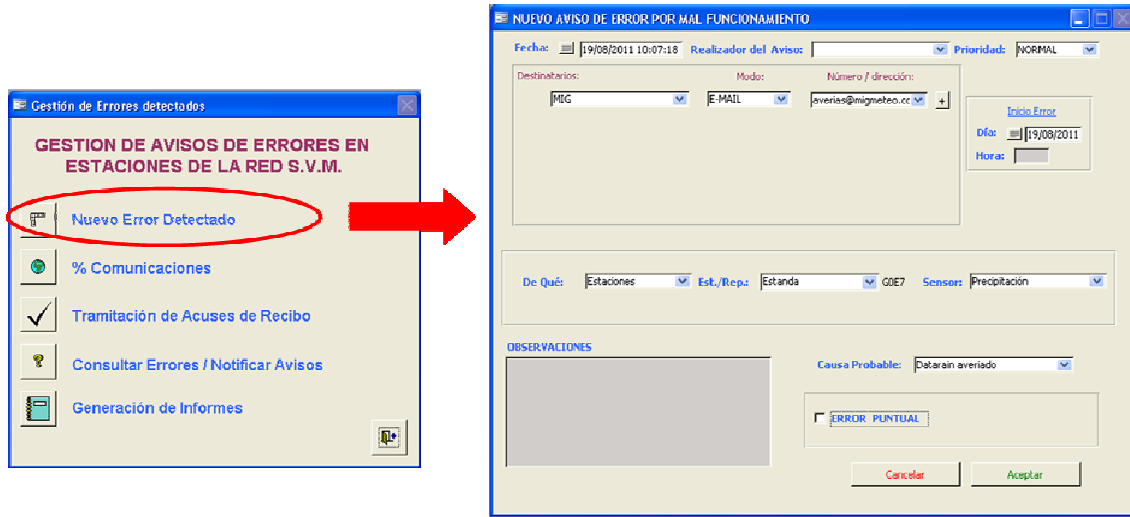 Gestión de Errores detectados
GESTION DE AVISOS DE ERRORES EN
ESTACIONES DE LA RED S.V.M.
Nuevo Error Detectado
% Comunicaciones
Tramitación de Acuses de Recibo
Consultar Errores / Notificar Avisos
Generación de Informes
NUEVO AVISO DE ERROR POR MAL FUNCIONAMIENTO
Fecha: 19/08/2011 10:07:18 Realizador del Aviso: Prioridad: NORMAL
Destinatarios: Modo: Número / dirección:
MIG E-MAIL averias@migmeteo.cc +
Inicio Error
Día: 19/08/2011
Hora:
De Qué: Estaciones Est./Rep.: Estanda G0E7 Sensor: Precipitación
OBSERVACIONES
Causa Probable: Datarain averiado
ERROR PUNTUAL
Cancelar Aceptar